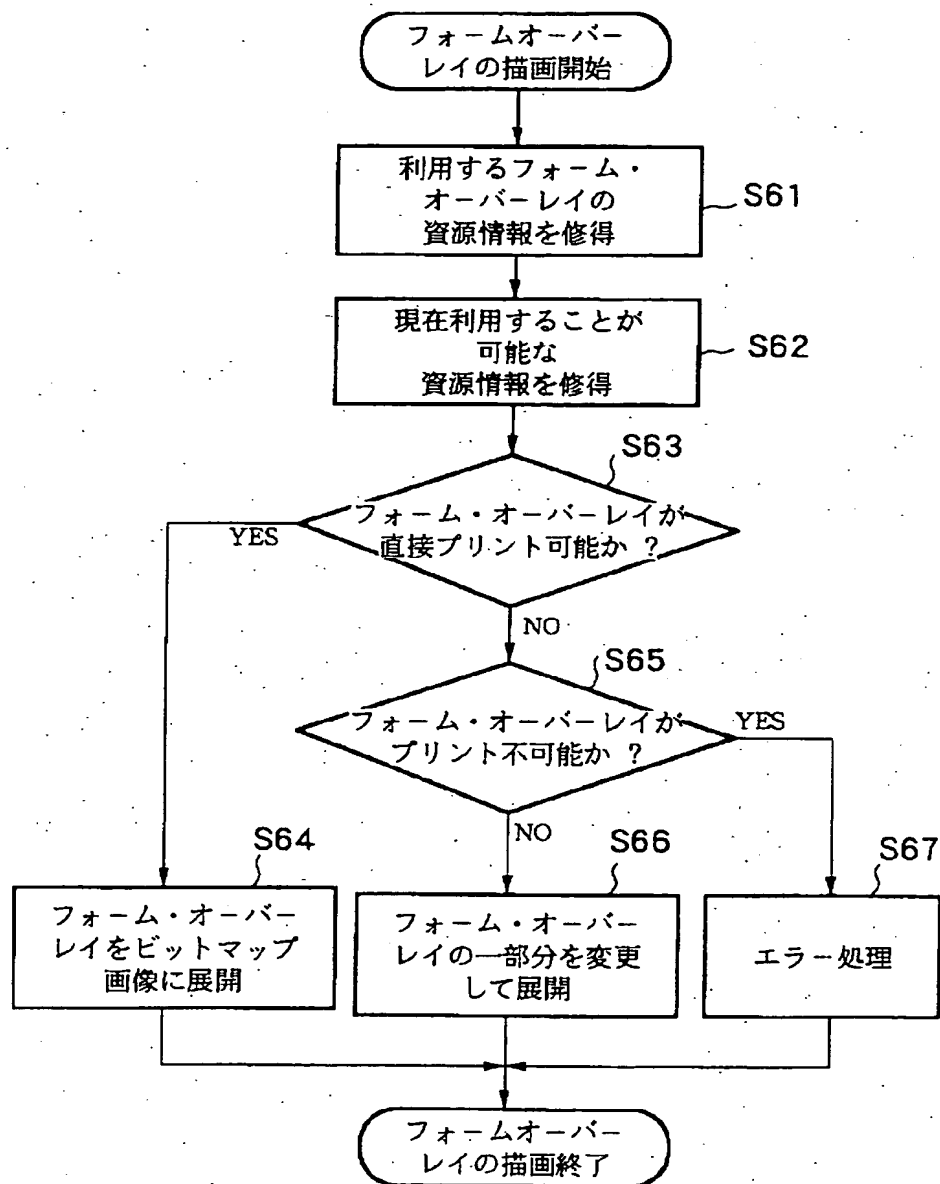 フォームオーバー
レイの描画開始
利用するフォーム・
オーバーレイの
資源情報を修得
S61
現在利用することが
可能な
資源情報を修得
S62
S63
フォーム・オーバーレイが
直接プリント可能か ?
YES
NO
S65
フォーム・オーバーレイが
プリント不可能か ?
YES
NO
S64
フォーム・オーバー
レイをビットマップ
画像に展開
S66
フォーム・オーバー
レイの一部分を変更
して展開
S67
エラー処理
フォームオーバー
レイの描画終了